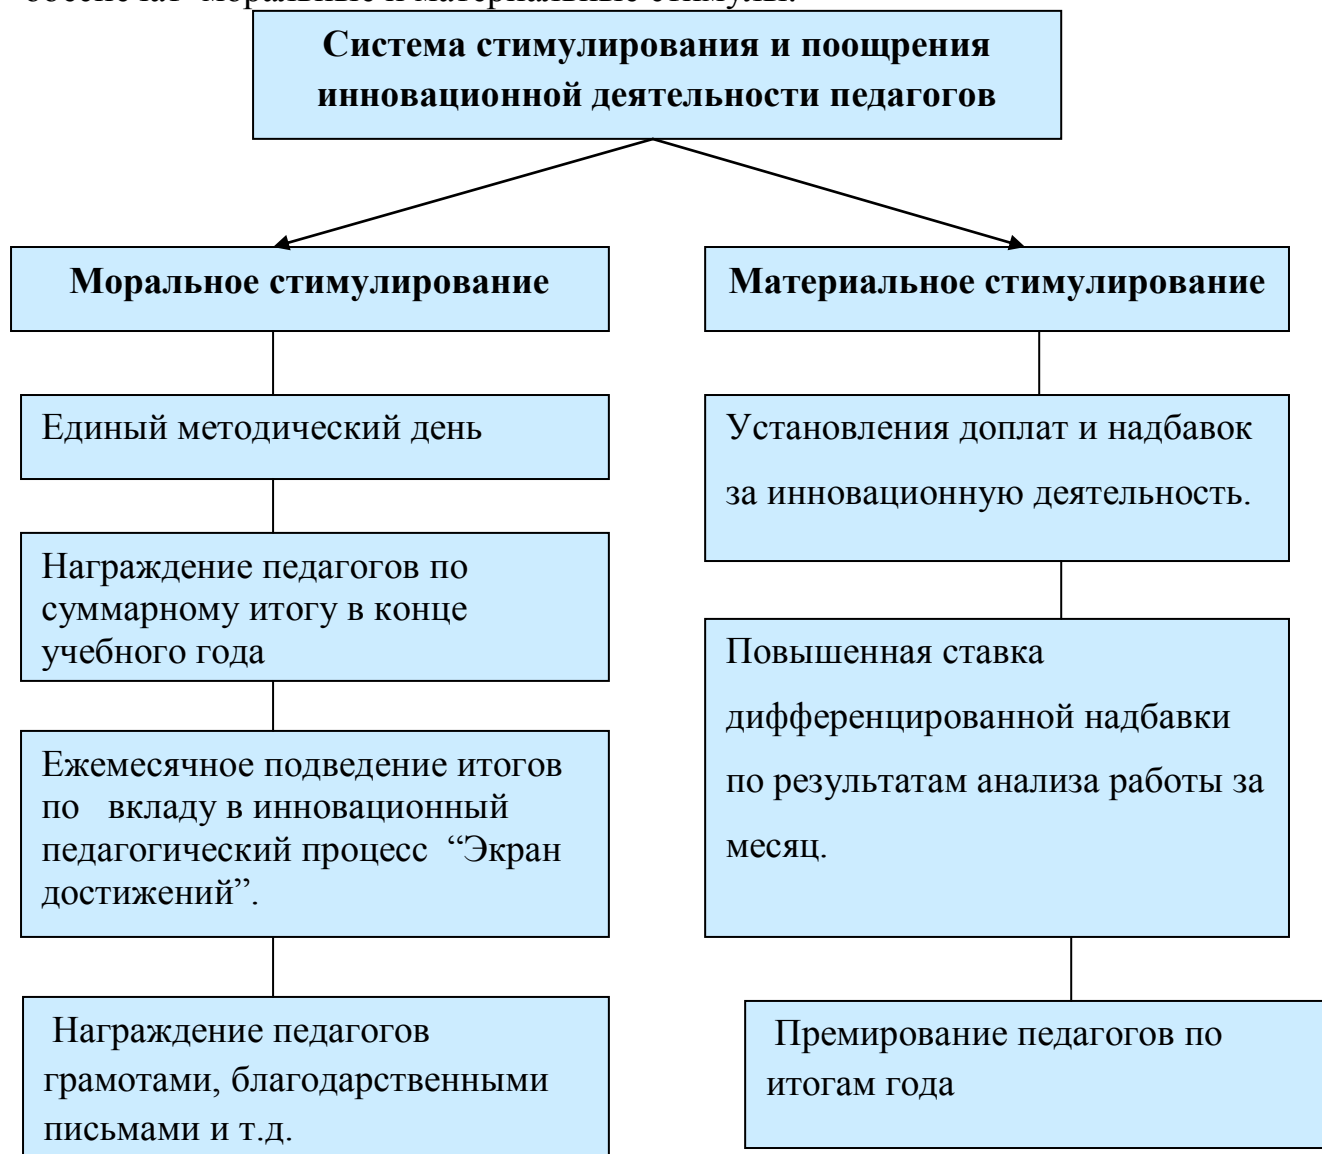 моральные и материальные стимулы.
Система стимулирования и поощрения
инновационной деятельности педагогов
Моральное стимулирование
Материальное стимулирование
Единый методический день
Награждение педагогов по
суммарному итогу в конце
учебного года
Ежемесячное подведение итогов
по вкладу в инновационный
педагогический процесс “Экран
достижений”.
Награждение педагогов
грамотами, благодарственными
письмами и т.д.
Установления доплат и надбавок
за инновационную деятельность.
Повышенная ставка
дифференцированной надбавки
по результатам анализа работы за
месяц.
Премирование педагогов по
итогам года